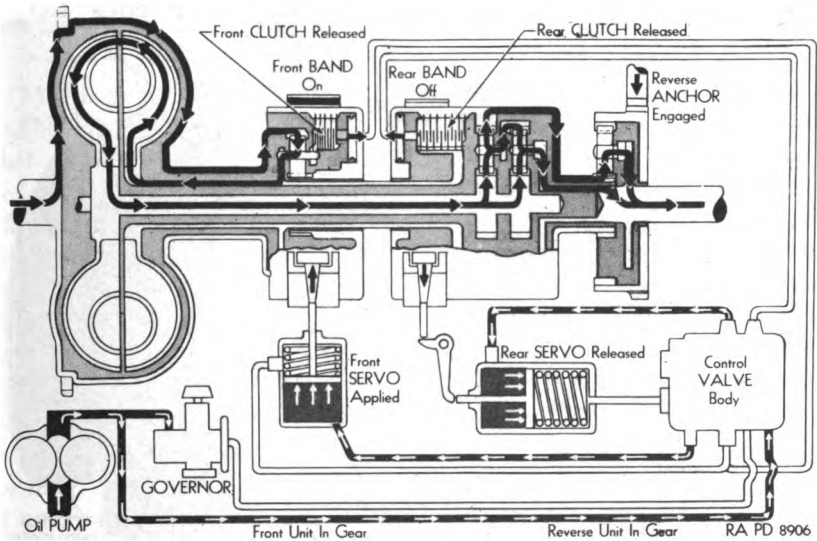 Front CLUTCH Released
Rear CLUTCH Released
Front BAND
On
Rear BAND
Off
Reverse
ANCHOR
Engaged
Front
SERVO
Applied
Rear SERVO Released
Control
VALVE
Body
GOVERNOR
Oil PUMP
Front Unit In Gear
Reverse Unit In Gear
RA PD 8906